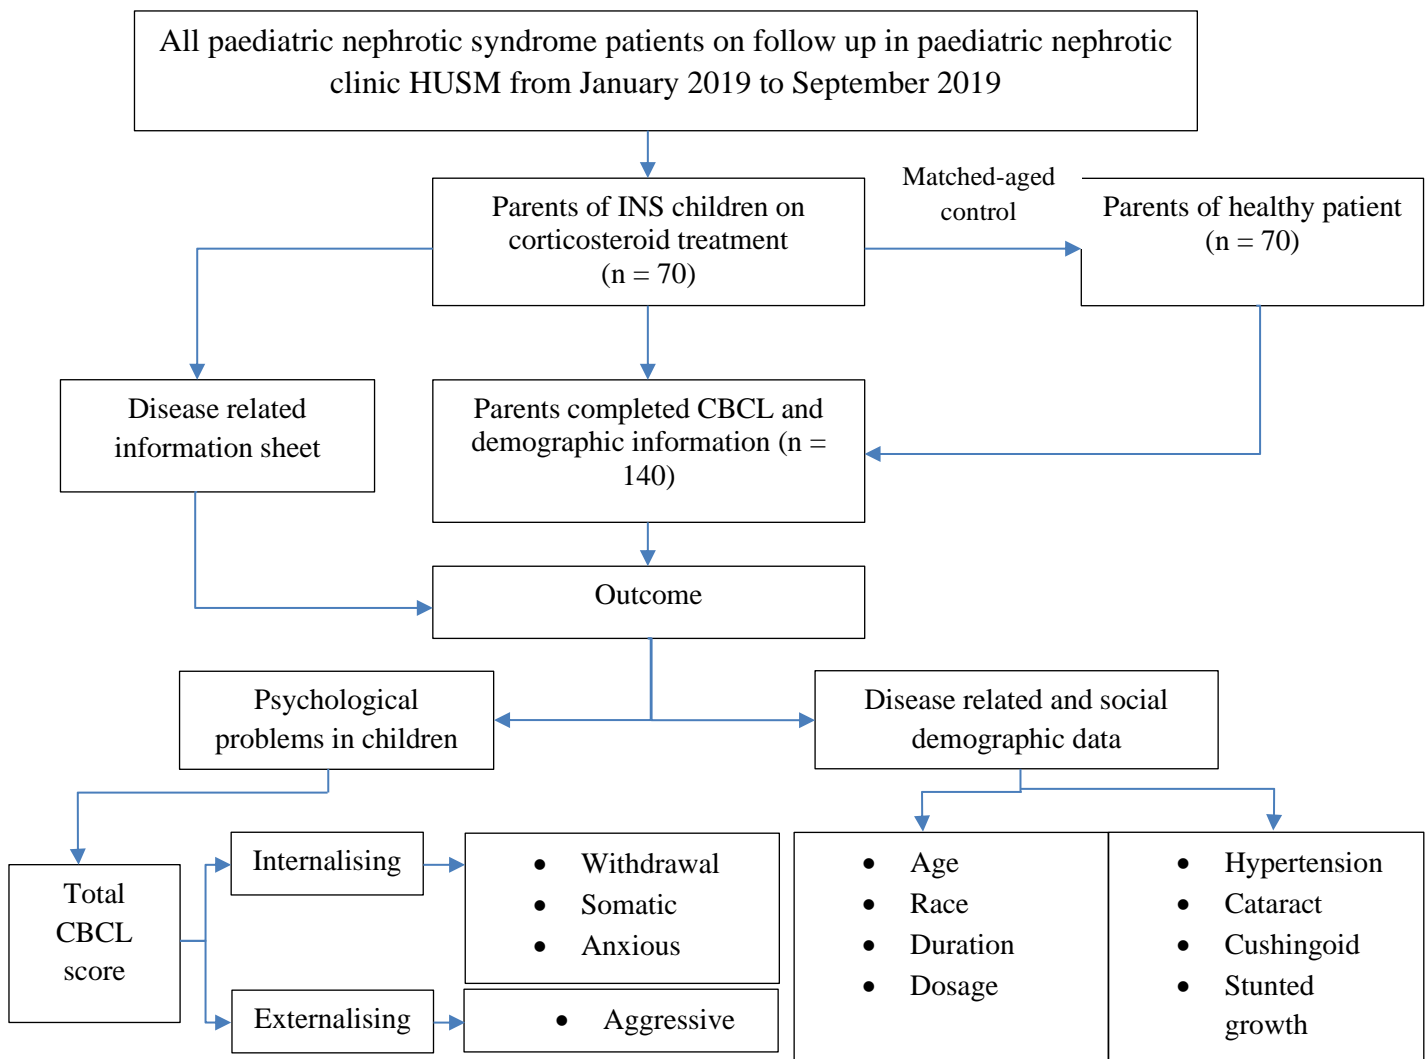 All paediatric nephrotic syndrome patients on follow up in paediatric nephrotic
clinic HUSM from January 2019 to September 2019
Parents of INS children on
corticosteroid treatment
(n = 70)
Matched-aged
control
Parents of healthy patient
(n = 70)
Disease related
information sheet
Parents completed CBCL and
demographic information (n =
140)
Outcome
Psychological
problems in children
Disease related and social
demographic data
Total
CBCL
score
Internalising
• Withdrawal
• Somatic
• Anxious
Externalising
• Aggressive
• Age
• Race
• Duration
• Dosage
• Hypertension
• Cataract
• Cushingoid
• Stunted
growth